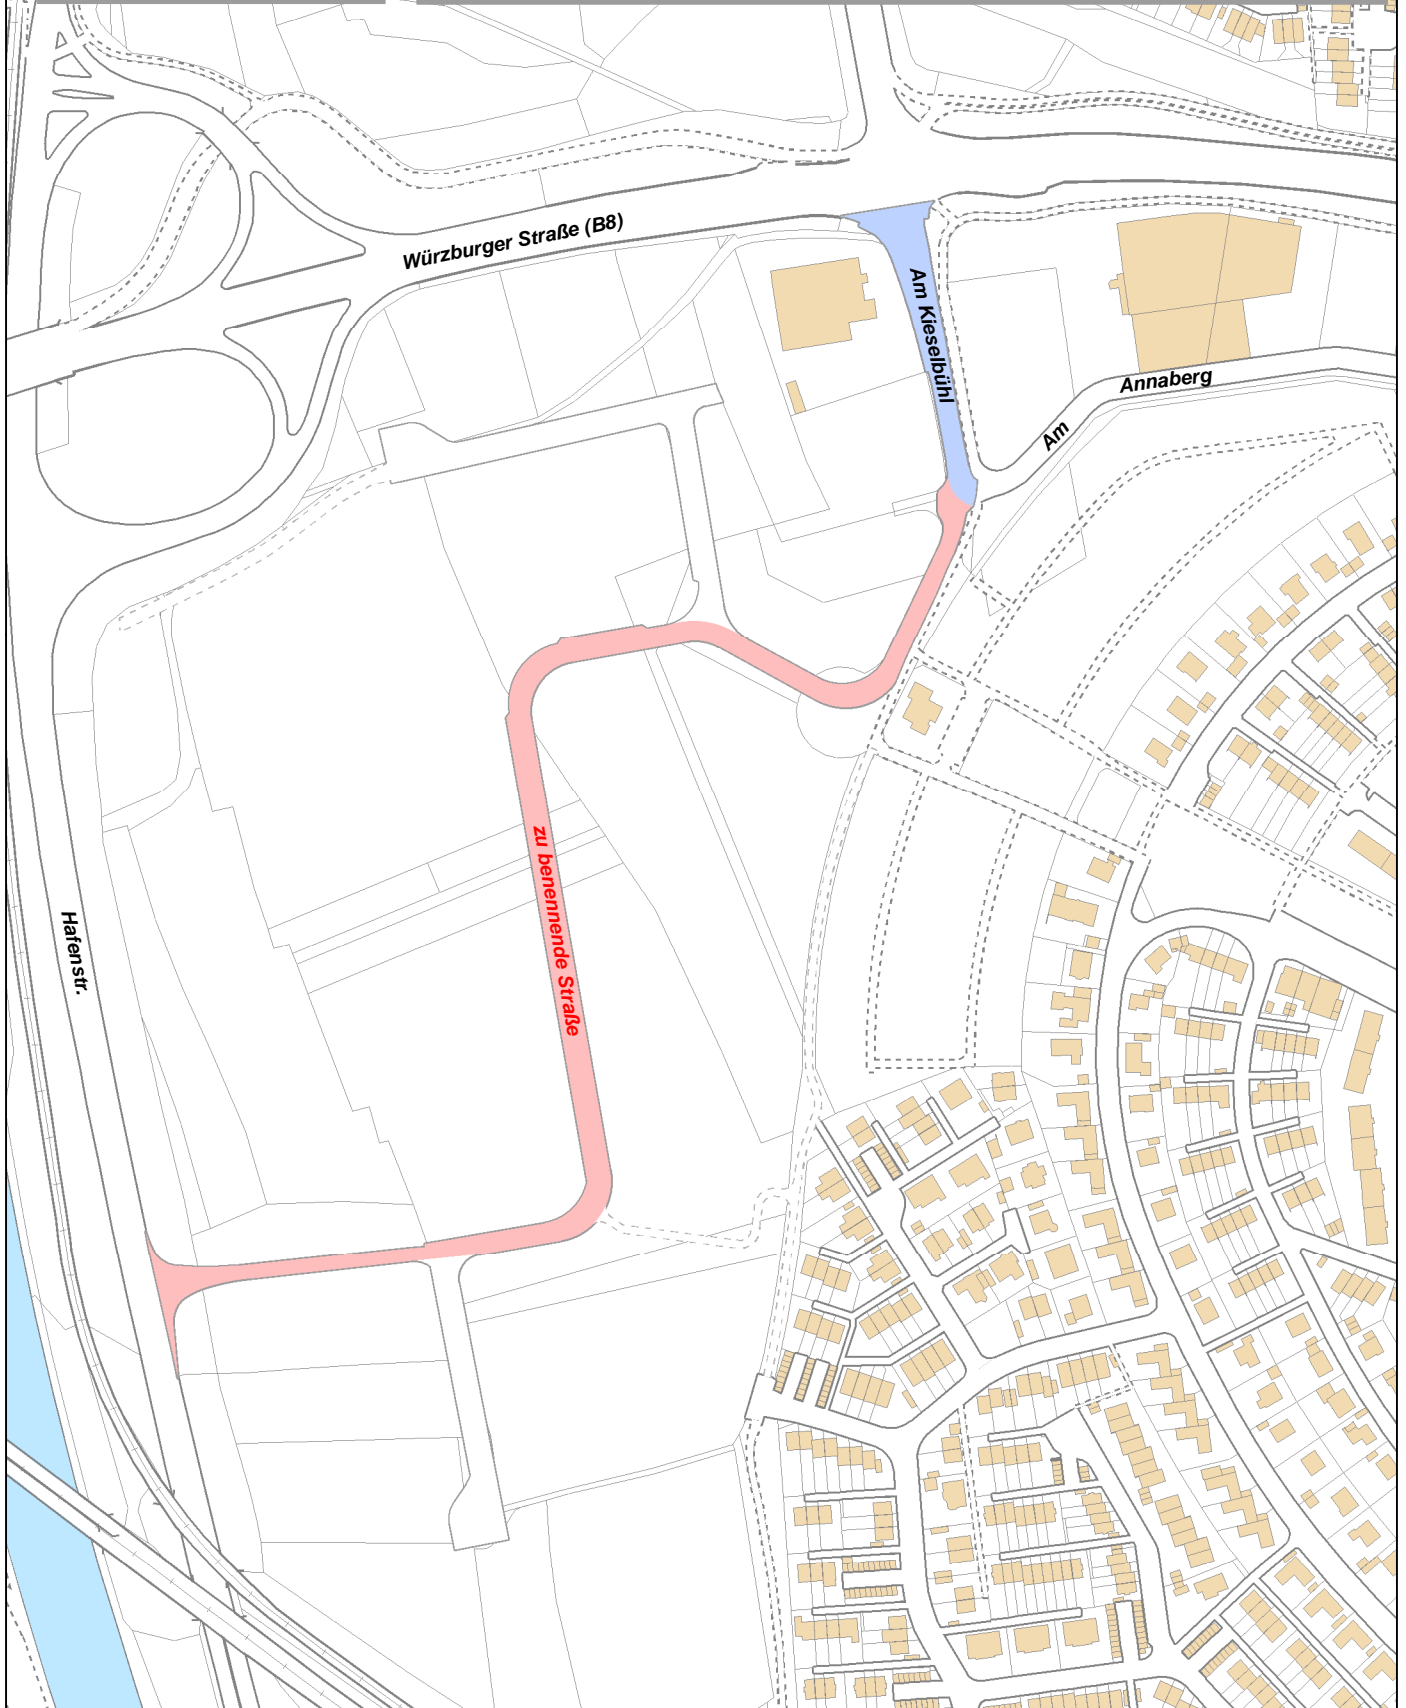 Würzburger Straße (B8)
Am Kieselbühl
Annaberg
Am
zu benennende Straße
Hafenstr.